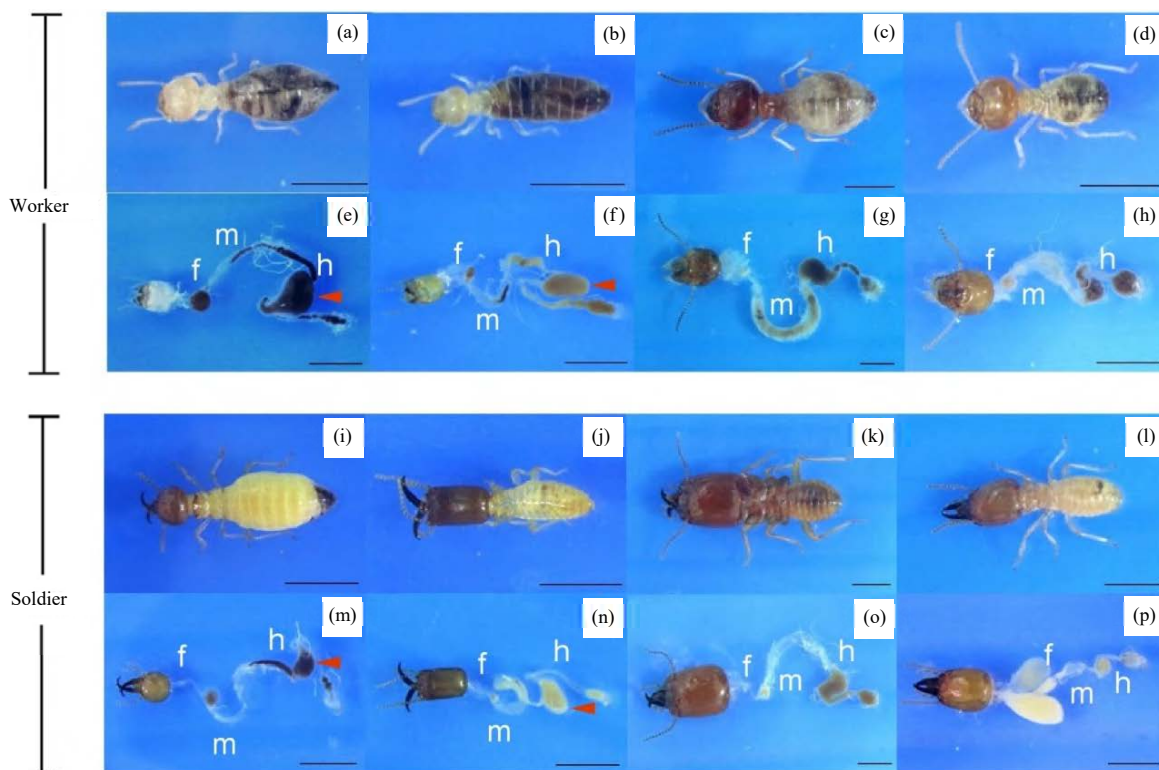 (a)
(b)
(c)
(d)
Worker
(e)
f
m
h
(f)
f
m
h
(g)
f
m
h
(h)
f
m
h
(i)
(j)
(k)
(l)
Soldier
(m)
f
m
h
(n)
f
m
h
(o)
f
m
h
(p)
f
m
h